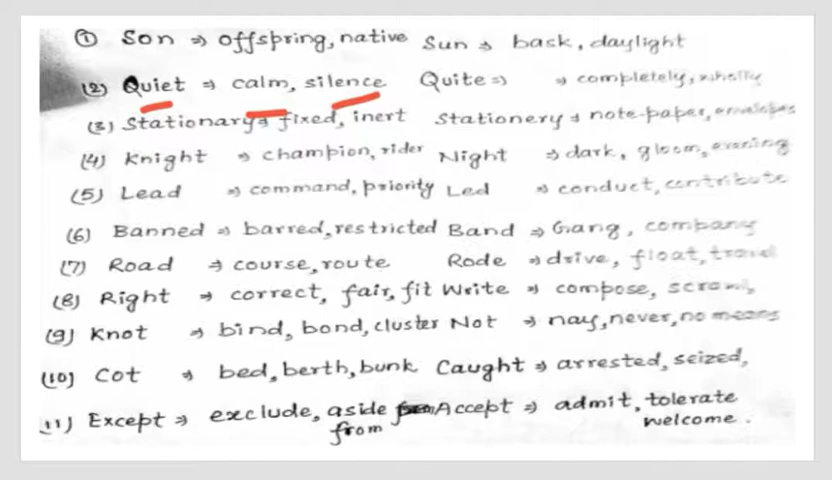 ① Son ⇒ offspring, native Sun ⇒ bask, daylight
(2) Quiet ⇒ calm, silence Quite ⇒ ⇒ completely, wholly
(3) Stationary ⇒ fixed, inert Stationery ⇒ note-paper, envelopes
(4) Knight ⇒ champion, rider Night ⇒ dark, gloom, evening
(5) Lead ⇒ command, priority Led ⇒ conduct, contribute
(6) Banned ⇒ barred, restricted Band ⇒ Gang, company
(7) Road ⇒ course, route Rode ⇒ drive, float, travel
(8) Right ⇒ correct, fair, fit Write ⇒ compose, scrawl,
(9) Knot ⇒ bind, bond, cluster Not ⇒ nay, never, no means
(10) Cot ⇒ bed, berth, bunk Caught ⇒ arrested, seized,
(11) Except ⇒ exclude, aside Accept ⇒ admit, tolerate
from welcome.